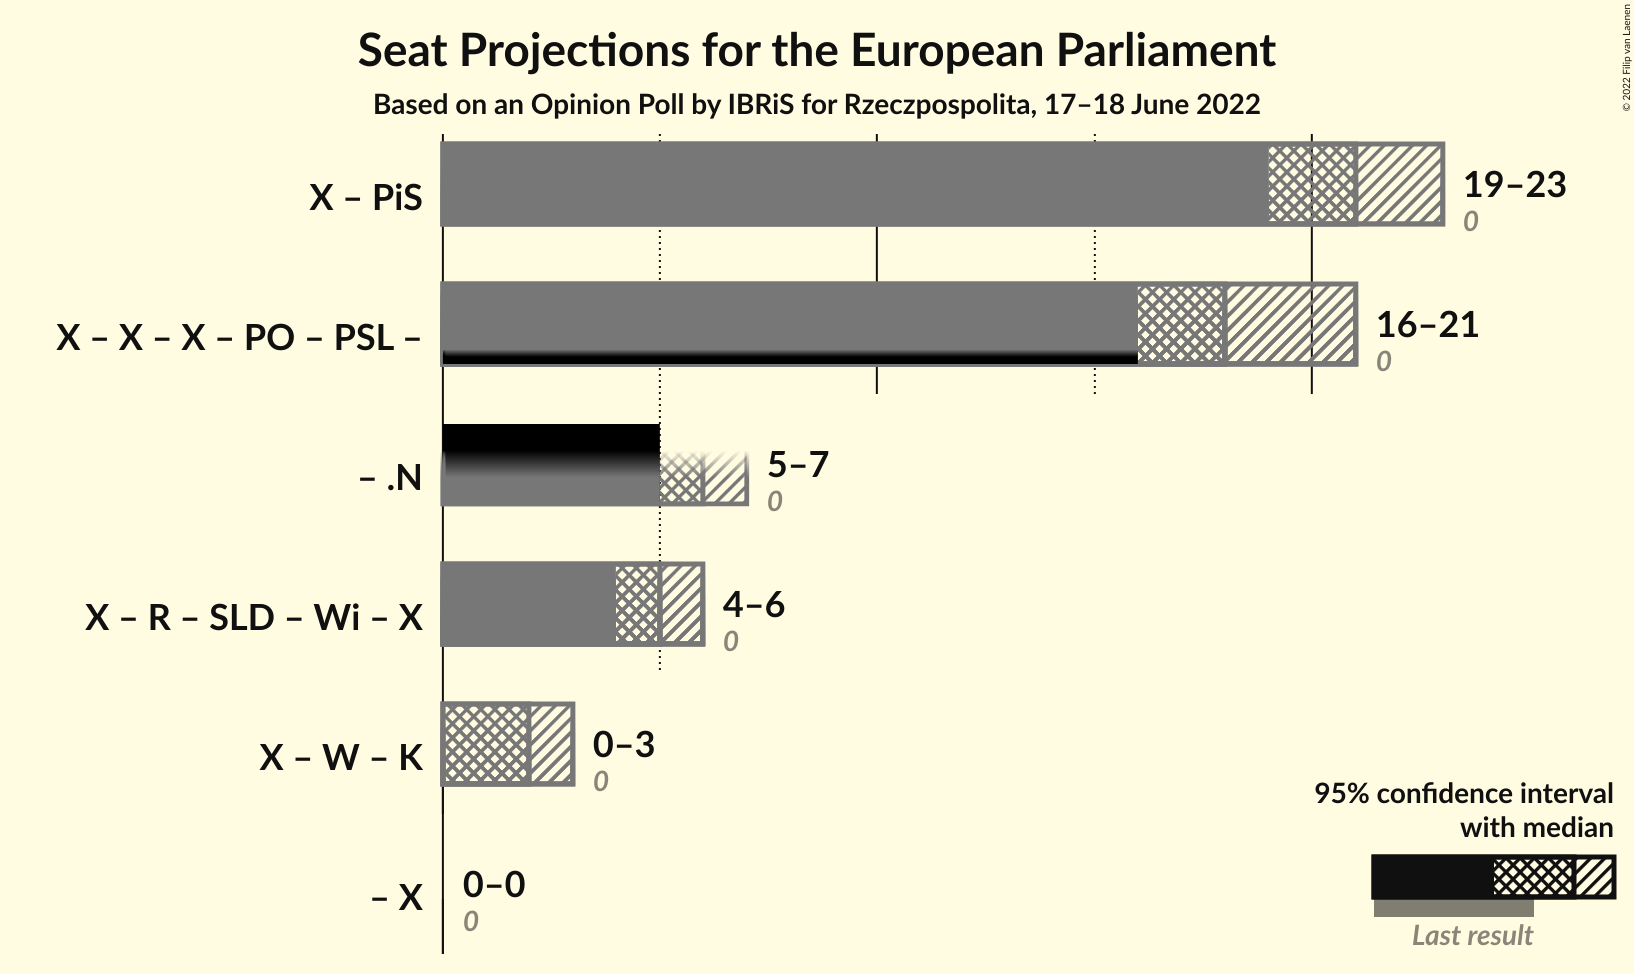 Seat Projections for the European Parliament
Based on an Opinion Poll by IBRiS for Rzeczpospolita, 17–18 June 2022
© 2022 Filip van Laenen
X – PiS
19–23
0
X – X – X – PO – PSL –
16–21
0
– .N
5–7
0
X – R – SLD – Wi – X
4–6
0
X – W – K
0–3
0
– X
0–0
0
95% confidence interval
with median
Last result